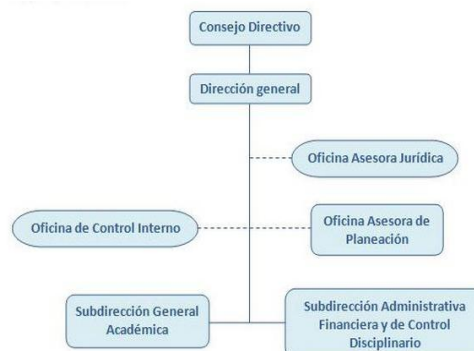 Consejo Directivo
Dirección general
Oficina Asesora Jurídica
Oficina de Control Interno
Oficina Asesora de
Planeación
Subdirección General
Académica
Subdirección Administrativa
Financiera y de Control
Disciplinario